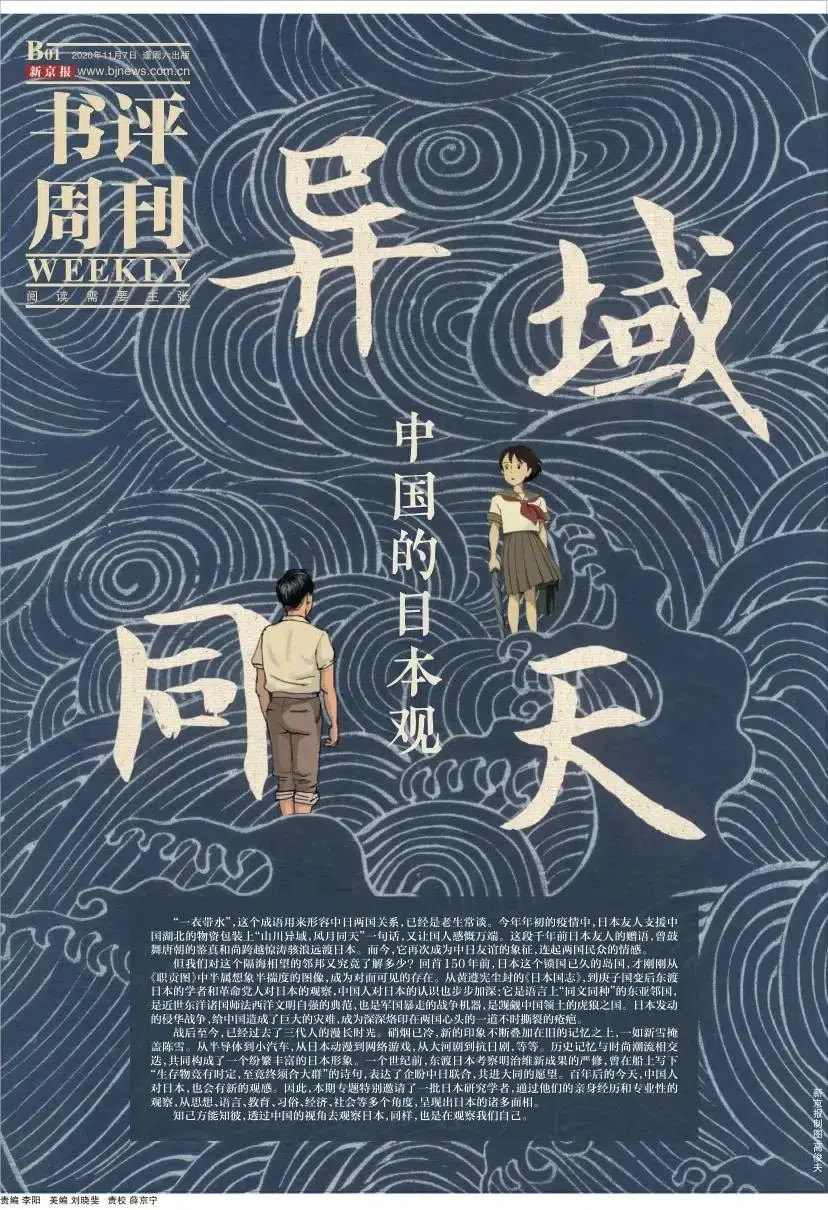 B01 2020年11月7日 逢周六出版
新京报 www.bjnews.com.cn
书评
周刊
WEEKLY
阅读需要主张
异域
同天
中国的日本观
“一衣带水”,这个成语用来形容中日两国关系,已经是老生常谈。今年年初的疫情中,日本友人支援中
国湖北的物资包装上“山川异域,风月同天”一句话,又让国人感慨万端。这段千年前日本友人的赠语,曾鼓
舞唐朝的鉴真和尚跨越惊涛骇浪远渡日本。而今,它再次成为中日友谊的象征,连起两国民众的情感。
但我们对这个隔海相望的邻邦又究竟了解多少?回首150年前,日本这个锁国已久的岛国,才刚刚从
《职贡图》中半属想象半揣度的图像,成为对面可见的存在。从黄遵宪尘封的《日本国志》,到庚子国变后东渡
日本的学者和革命党人对日本的观察,中国人对日本的认识也步步加深:它是语言上“同文同种”的东亚邻国,
是近世东洋诸国师法西洋文明自强的典范,也是军国暴走的战争机器,是觊觎中国领土的虎狼之国。日本发动
的侵华战争,给中国造成了巨大的灾难,成为深深烙印在两国心头的一道不时撕裂的疮疤。
战后至今,已经过去了三代人的漫长时光。硝烟已冷,新的印象不断叠加在旧的记忆之上,一如新雪掩
盖陈雪。从半导体到小汽车,从日本动漫到网络游戏,从大河剧到抗日剧,等等。历史记忆与时尚潮流相交
迭,共同构成了一个纷繁丰富的日本形象。一个世纪前,东渡日本考察明治维新成果的严修,曾在船上写下
“生存物竞有时定,至竟终须合大群”的诗句,表达了企盼中日联合,共进大同的愿望。百年后的今天,中国人
对日本,也会有新的观感。因此,本期专题特别邀请了一批日本研究学者,通过他们的亲身经历和专业性的
观察,从思想、语言、教育、习俗、经济、社会等多个角度,呈现出日本的诸多面相。
知己方能知彼,透过中国的视角去观察日本,同样,也是在观察我们自己。
新京报制图/高俊夫
责编 李阳 美编 刘晓斐 责校 薛京宁